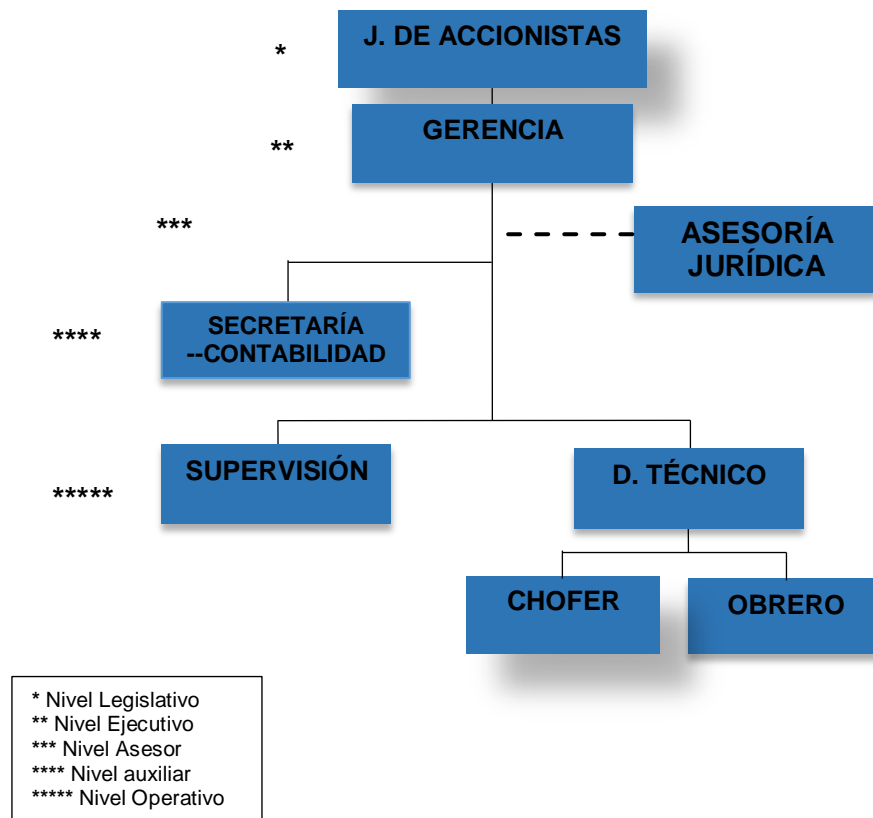 J. DE ACCIONISTAS
*
GERENCIA
**
***
ASESORÍA
JURÍDICA
SECRETARÍA
--CONTABILIDAD
****
SUPERVISIÓN
D. TÉCNICO
*****
CHOFER
OBRERO
* Nivel Legislativo
** Nivel Ejecutivo
*** Nivel Asesor
**** Nivel auxiliar
***** Nivel Operativo